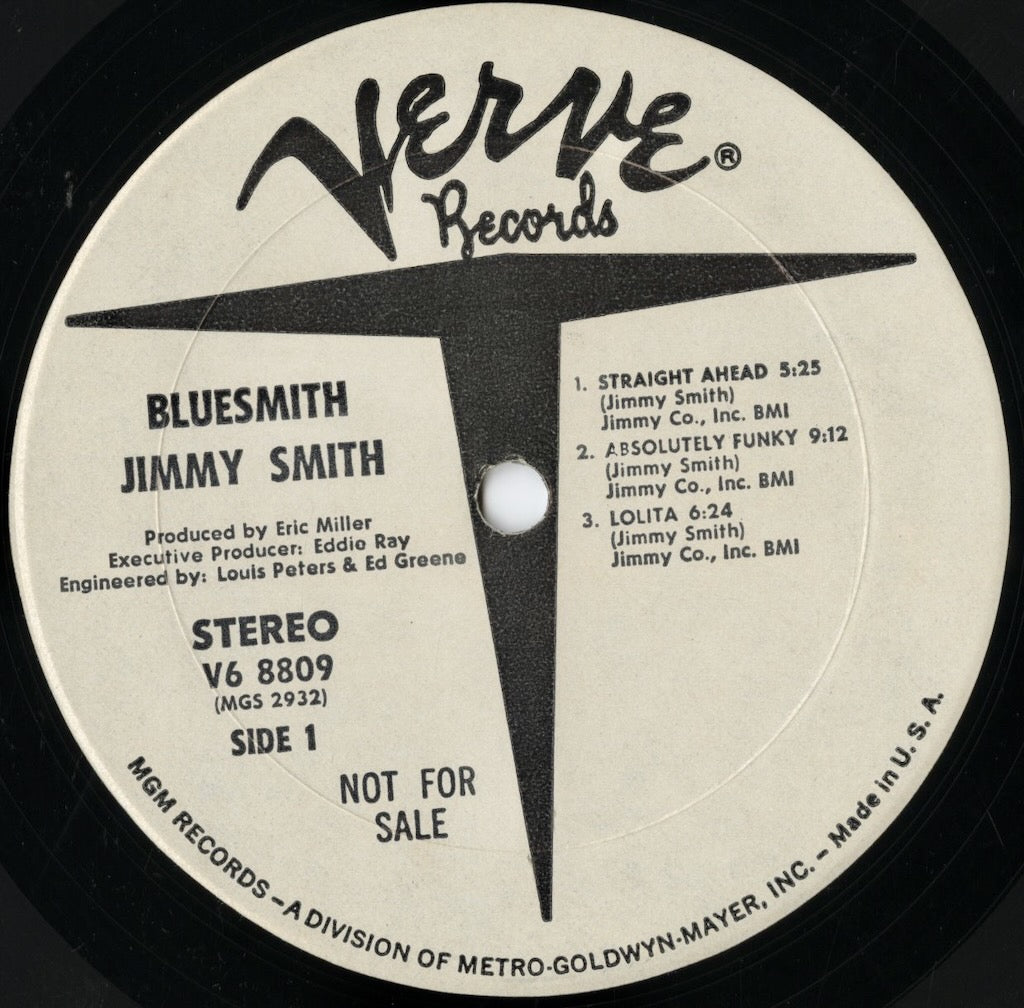 Verve®
Records
BLUESMITH
JIMMY SMITH
Produced by Eric Miller
Executive Producer: Eddie Ray
Engineered by: Louis Peters & Ed Greene
STEREO
V6 8809
(MGS 2932)
SIDE 1
NOT FOR
SALE
1. STRAIGHT AHEAD 5:25
(Jimmy Smith)
Jimmy Co., Inc. BMI
2. ABSOLUTELY FUNKY 9:12
(Jimmy Smith)
Jimmy Co., Inc. BMI
3. LOLITA 6:24
(Jimmy Smith)
Jimmy Co., Inc. BMI
MGM RECORDS – A DIVISION OF METRO-GOLDWYN-MAYER, INC. – Made in U. S. A.